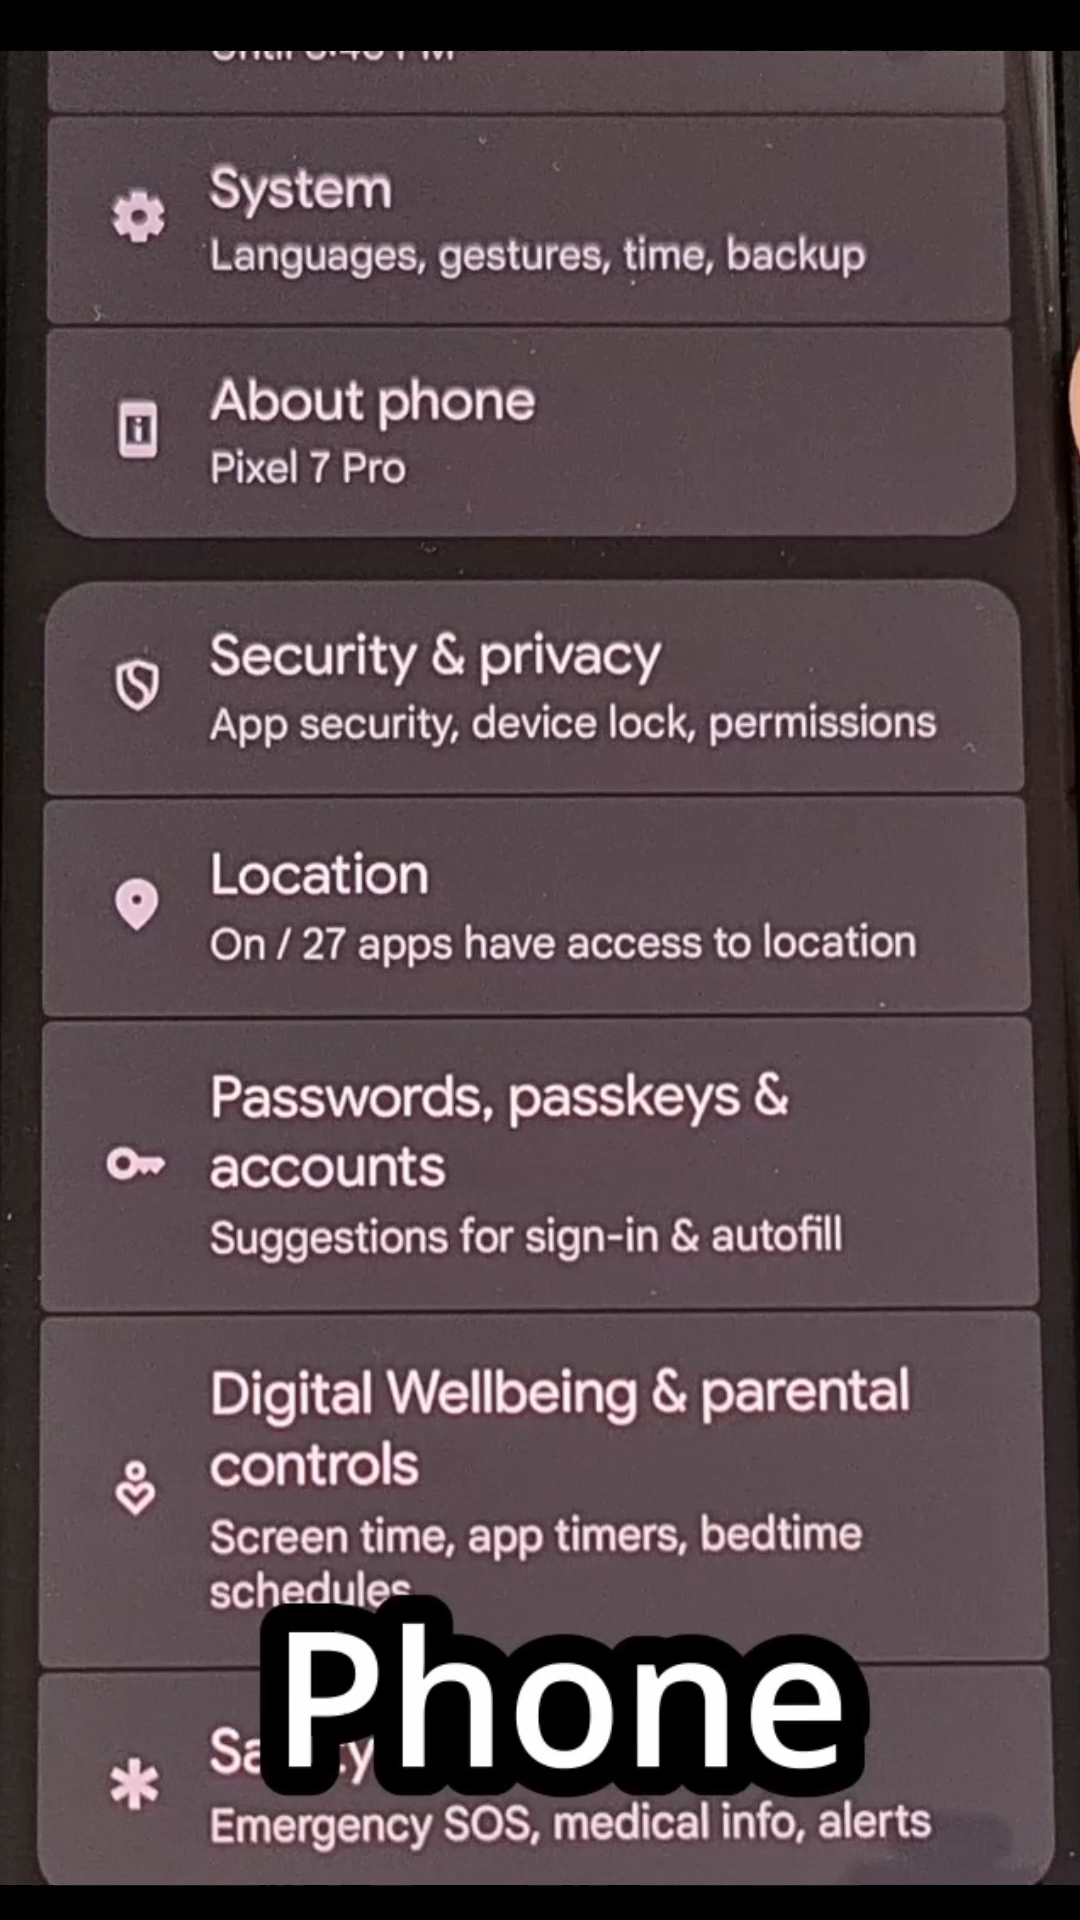 System
Languages, gestures, time, backup
About phone
Pixel 7 Pro
Security & privacy
App security, device lock, permissions
Location
On / 27 apps have access to location
Passwords, passkeys &
accounts
Suggestions for sign-in & autofill
Digital Wellbeing & parental
controls
Screen time, app timers, bedtime
schedules
Phone
Emergency SOS, medical info, alerts